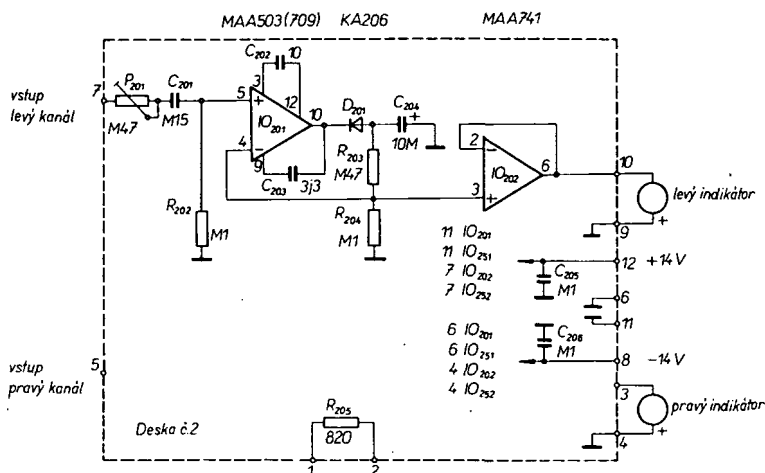 MAA503(709) KA206 MAA741
vstup
levý kanál
7
P201
M47
C201
M15
R202
M1
C202
10
3
5
12
10
+
IO201
4
−
9
C203
3j3
D201
C204
+
10M
R203
M47
R204
M1
2
−
6
IO202
3
+
10
levý indikátor
9
+
11 IO201
11 IO251
7 IO202
7 IO252
12 +14V
C205
M1
6
11
6 IO201
6 IO251
4 IO202
4 IO252
C206
M1
8 −14V
3
pravý indikátor
4
+
vstup
pravý kanál
5
Deska č.2
R205
820
1
2